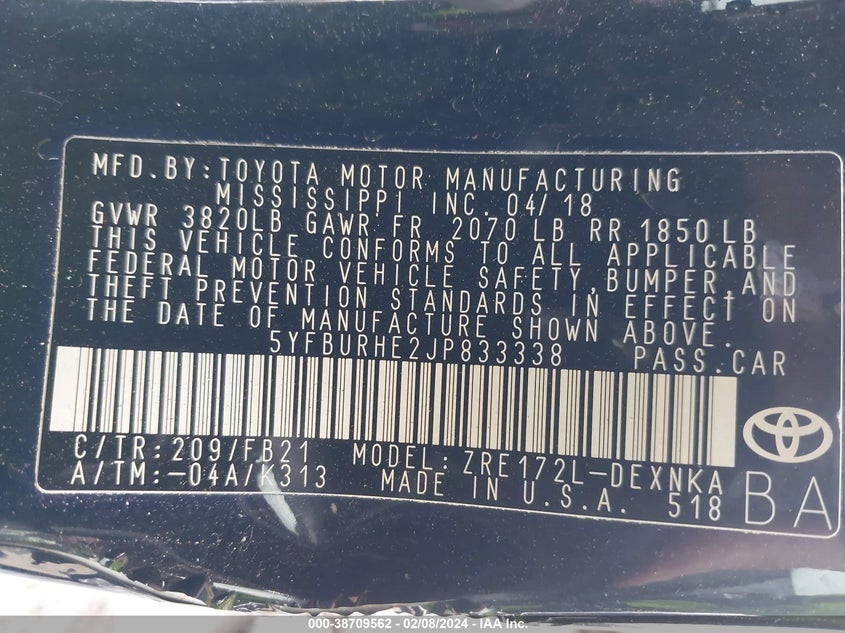 MFD.BY:TOYOTA MOTOR MANUFACTURING
MISSISSIPPI INC. 04/18
GVWR 3820LB GAWR FR 2070 LB RR 1850 LB
THIS VEHICLE CONFORMS TO ALL APPLICABLE
FEDERAL MOTOR VEHICLE SAFETY,BUMPER,AND
THEFT PREVENTION STANDARDS IN EFFECT ON
THE DATE OF MANUFACTURE SHOWN ABOVE.
5YFBURHE2JP833338 PASS.CAR
C/TR:209/FB21 MODEL:ZRE172L-DEXNKA
A/TM:-04A/K313 MADE IN U.S.A. 518
BA
000-38709562 - 02/08/2024 - IAA Inc.